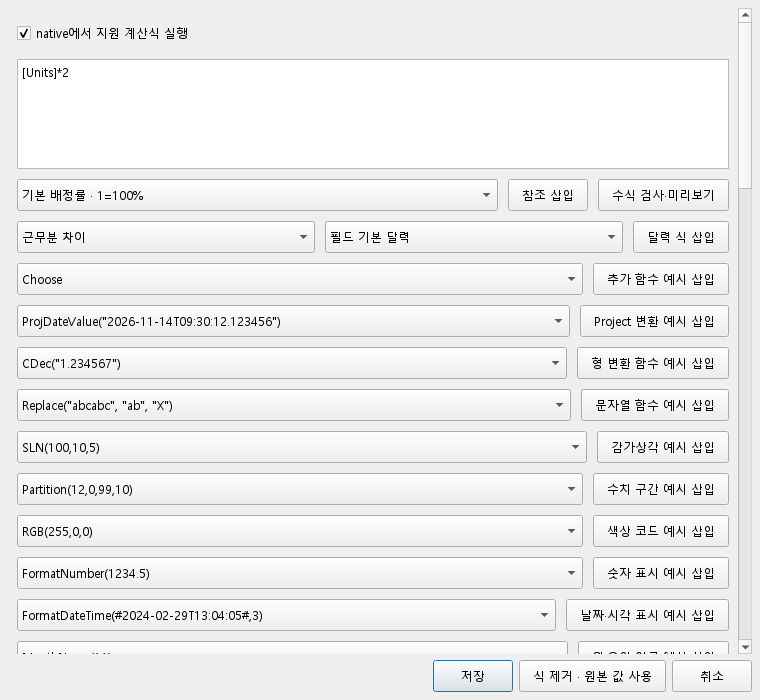 native에서 지원 계산식 실행
[Units]*2
기본 배정률 · 1=100% 참조 삽입 수식 검사·미리보기
근무분 차이 필드 기본 달력 달력 식 삽입
Choose 추가 함수 예시 삽입
ProjDateValue("2026-11-14T09:30:12.123456") Project 변환 예시 삽입
CDec("1.234567") 형 변환 함수 예시 삽입
Replace("abcabc", "ab", "X") 문자열 함수 예시 삽입
SLN(100,10,5) 감가상각 예시 삽입
Partition(12,0,99,10) 수치 구간 예시 삽입
RGB(255,0,0) 색상 코드 예시 삽입
FormatNumber(1234.5) 숫자 표시 예시 삽입
FormatDateTime(#2024-02-29T13:04:05#,3) 날짜·시각 표시 예시 삽입
저장 식 제거 · 원본 값 사용 취소